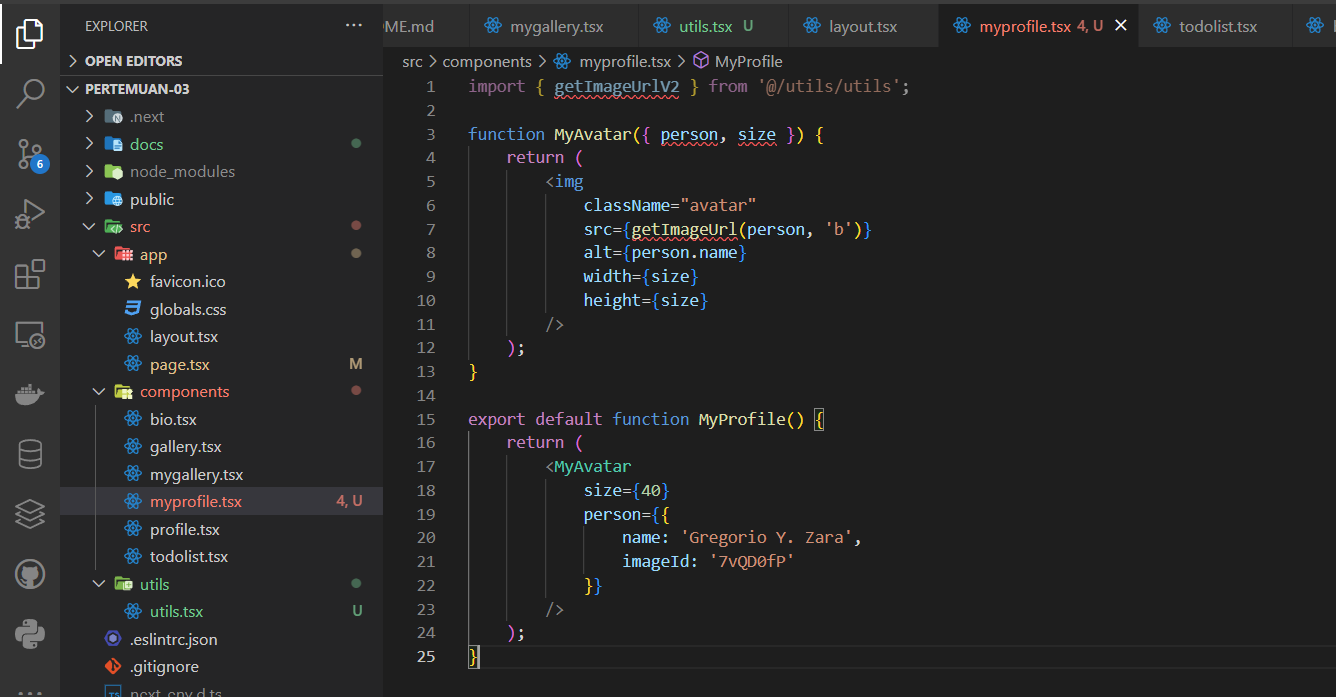 EXPLORER
OPEN EDITORS
PERTEMUAN-03
.next
docs
node_modules
public
src
app
favicon.ico
globals.css
layout.tsx
page.tsx M
components
bio.tsx
gallery.tsx
mygallery.tsx
myprofile.tsx 4, U
profile.tsx
todolist.tsx
utils
utils.tsx U
.eslintrc.json
.gitignore
6
ME.md mygallery.tsx utils.tsx U layout.tsx myprofile.tsx 4, U todolist.tsx
src > components > myprofile.tsx > MyProfile
1 import { getImageUrlV2 } from '@/utils/utils';
2
3 function MyAvatar({ person, size }) {
4 return (
5 <img
6 className="avatar"
7 src={getImageUrl(person, 'b')}
8 alt={person.name}
9 width={size}
10 height={size}
11 />
12 );
13 }
14
15 export default function MyProfile() {
16 return (
17 <MyAvatar
18 size={40}
19 person={{
20 name: 'Gregorio Y. Zara',
21 imageId: '7vQD0fP'
22 }}
23 />
24 );
25 }